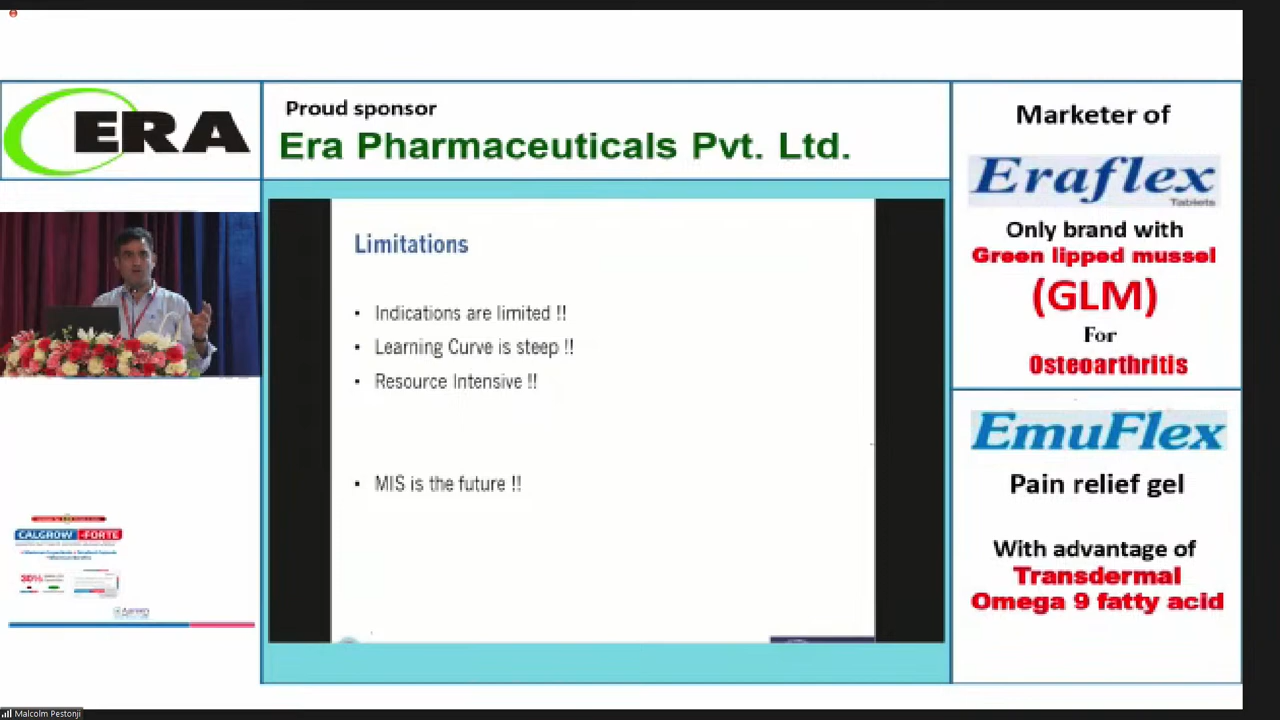 ERA
Proud sponsor
Era Pharmaceuticals Pvt. Ltd.
Limitations
• Indications are limited !!
• Learning Curve is steep !!
• Resource Intensive !!
• MIS is the future !!
Marketer of
Eraflex
Tablets
Only brand with
Green lipped mussel
(GLM)
For
Osteoarthritis
EmuFlex
Pain relief gel
With advantage of
Transdermal
Omega 9 fatty acid
CALGROW -FORTE
30%
Malcolm Pestonji